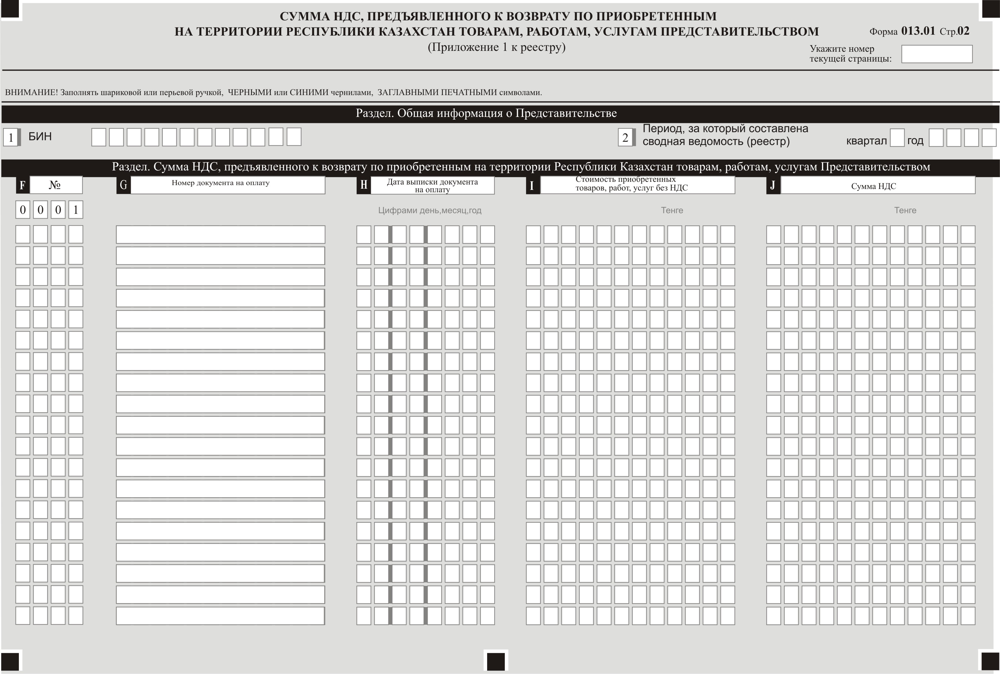 СУММА НДС, ПРЕДЪЯВЛЕННОГО К ВОЗВРАТУ ПО ПРИОБРЕТЕННЫМ
НА ТЕРРИТОРИИ РЕСПУБЛИКИ КАЗАХСТАН ТОВАРАМ, РАБОТАМ, УСЛУГАМ ПРЕДСТАВИТЕЛЬСТВОМ
(Приложение 1 к реестру)
Форма 013.01 Стр.02
Укажите номер
текущей страницы:
ВНИМАНИЕ! Заполнять шариковой или перьевой ручкой, ЧЕРНЫМИ или СИНИМИ чернилами, ЗАГЛАВНЫМИ ПЕЧАТНЫМИ символами.
Раздел. Общая информация о Представительстве
1 БИН
2 Период, за который составлена
сводная ведомость (реестр)
квартал год
Раздел. Сумма НДС, предъявленного к возврату по приобретенным на территории Республики Казахстан товарам, работам, услугам Представительством
F №
G Номер документа на оплату
H Дата выписки документа
на оплату
I Стоимость приобретенных
товаров, работ, услуг без НДС
J Сумма НДС
0 0 0 1
Цифрами день,месяц,год
Тенге
Тенге